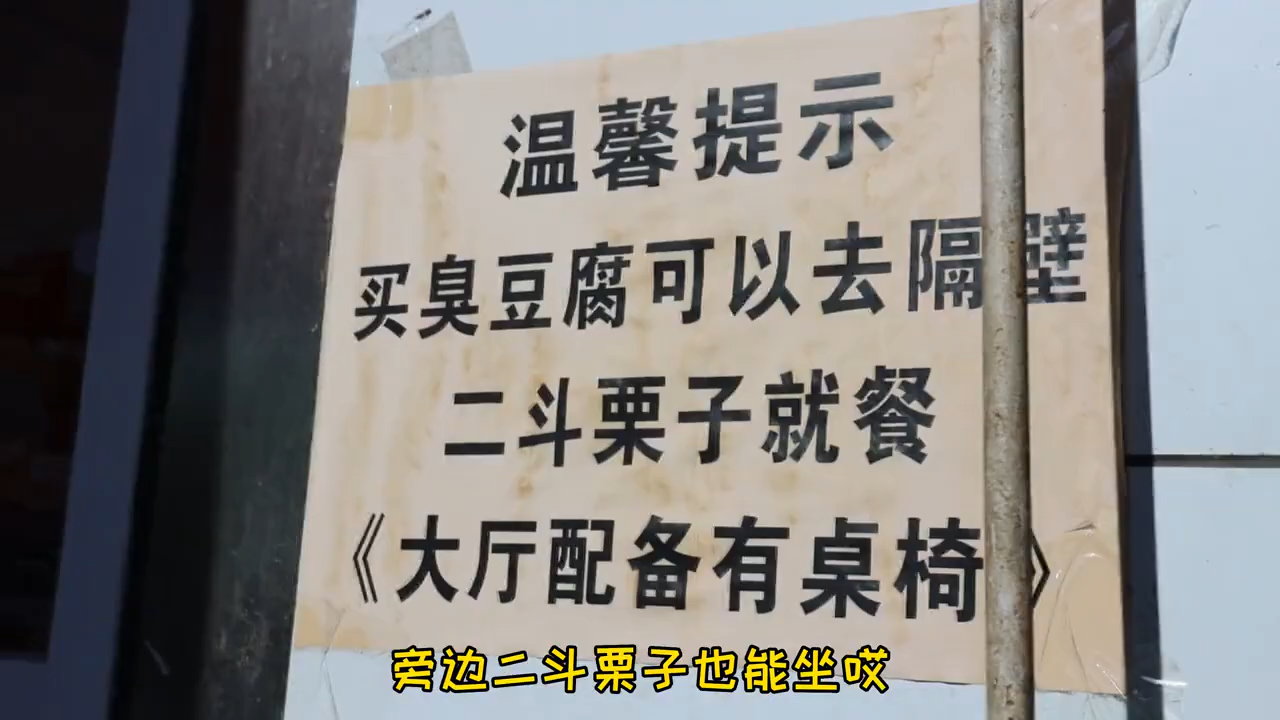 温馨提示
买臭豆腐可以去隔壁
二斗栗子就餐
《大厅配备有桌椅》
旁边二斗栗子也能坐哎